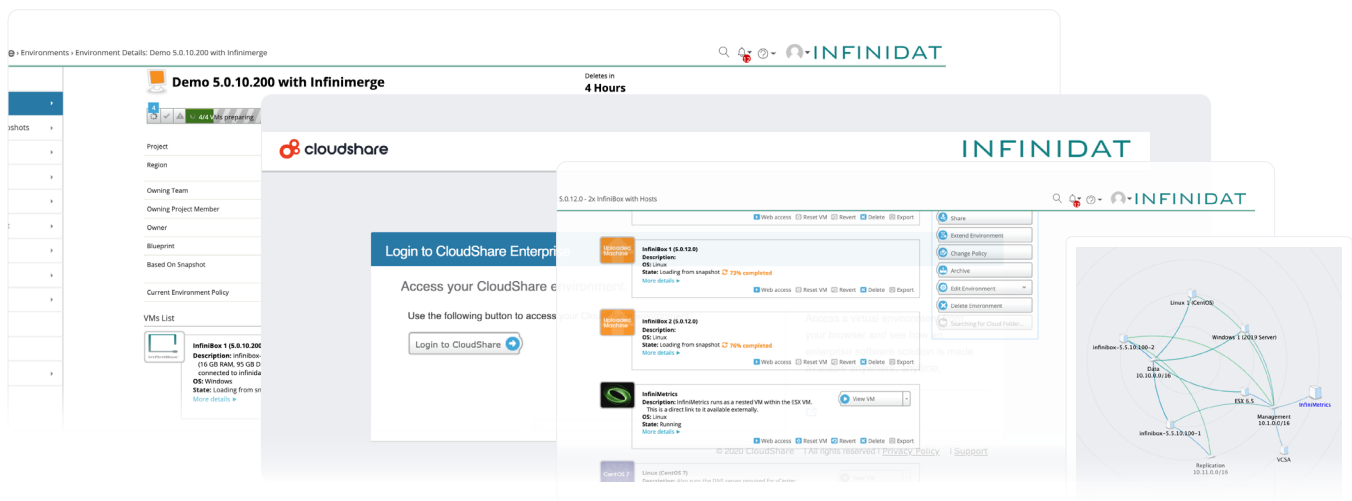 › Environments › Environment Details: Demo 5.0.10.200 with Infinimerge
12
INFINIDAT
Demo 5.0.10.200 with Infinimerge
Deletes in
4 Hours
4
4/4 VMs preparing
Project
Region
Owning Team
Owning Project Member
Owner
Blueprint
Based On Snapshot
Current Environment Policy
VMs List
InfiniBox 1 (5.0.10.200
Description: infinibox-
(16 GB RAM, 95 GB D
connected to infinida
OS: Windows
State: Loading from sn
More details ►
cloudshare
INFINIDAT
Login to CloudShare Enterprise
Access your CloudShare environment.
Use the following button to access your
Login to CloudShare
© 2020 CloudShare I All rights reserved I Privacy Policy I Support
5.0.12.0 - 2x InfiniBox with Hosts
INFINIDAT
Web access Reset VM Revert Delete Export
Uploaded Machine
InfiniBox 1 (5.0.12.0)
Description:
OS: Linux
State: Loading from snapshot 73% completed
More details ►
Web access Reset VM Revert Delete Export
Uploaded Machine
InfiniBox 2 (5.0.12.0)
Description:
OS: Linux
State: Loading from snapshot 76% completed
More details ►
Web access Reset VM Revert Delete Export
InfiniMetrics
Description: InfiniMetrics runs as a nested VM within the ESX VM.
This is a direct link to it available externally.
OS: Linux
State: Running
More details ►
View VM
Web access Reset VM Revert Delete Export
CentOS 7
Linux (CentOS 7)
Share
Extend Environment
Change Policy
Archive
Edit Environment
Delete Environment
Searching for Cloud Folder...
Linux 1 (CentOS)
Windows 1 (2019 Server)
infinibox-5.5.10.100-2
Data
10.10.0.0/16
ESX 6.5
InfiniMetrics
Management
10.1.0.0/16
infinibox-5.5.10.100-1
VCSA
Replication
10.11.0.0/16